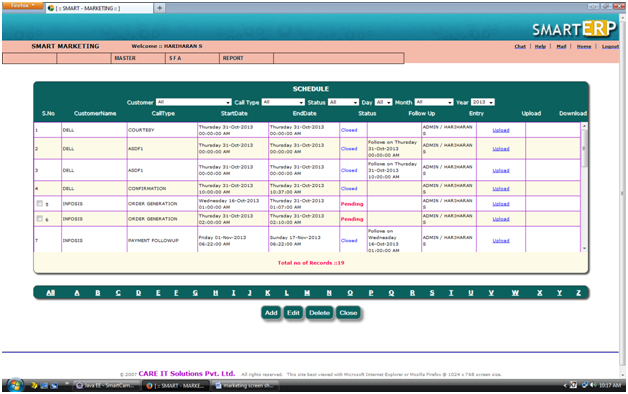 Firefox
[ :: SMART - MARKETING :: ]
SMARTERP
SMART MARKETING Welcome :: HARIHARAN S
Chat | Help | Mail | Home | Logout
MASTER S F A REPORT
SCHEDULE
Customer All Call Type All Status All Day All Month All Year 2013
S.No CustomerName CallType StartDate EndDate Status Follow Up Entry Upload Download
1 DELL COURTESY Thursday 31-Oct-2013 00:00:00 AM Thursday 31-Oct-2013 00:00:00 AM Closed ADMIN / HARIHARAN S Upload
2 DELL ASDF1 Thursday 31-Oct-2013 00:00:00 AM Thursday 31-Oct-2013 00:00:00 AM Closed Follows on Thursday 31-Oct-2013 00:00:00 AM ADMIN / HARIHARAN S Upload
3 DELL ASDF1 Thursday 31-Oct-2013 00:00:00 AM Thursday 31-Oct-2013 00:00:00 AM Closed Follows on Thursday 31-Oct-2013 10:00:00 AM ADMIN / HARIHARAN S Upload
4 DELL CONFIRMATION Thursday 31-Oct-2013 10:00:00 AM Thursday 31-Oct-2013 10:37:00 AM Closed ADMIN / HARIHARAN S Upload
5 INFOSIS ORDER GENERATION Wednesday 16-Oct-2013 01:00:00 AM Thursday 31-Oct-2013 01:07:00 AM Pending ADMIN / HARIHARAN S Upload
6 INFOSIS ORDER GENERATION Thursday 31-Oct-2013 02:00:00 AM Thursday 31-Oct-2013 02:10:00 AM Pending ADMIN / HARIHARAN S Upload
7 INFOSIS PAYMENT FOLLOWUP Friday 01-Nov-2013 06:22:00 AM Sunday 17-Nov-2013 06:22:00 AM Closed Follows on Wednesday 16-Oct-2013 01:00:00 AM ADMIN / HARIHARAN S Upload
Total no of Records ::19
All A B C D E F G H I J K L M N O P Q R S T U V W X Y Z
Add Edit Delete Close
© 2007 CARE IT Solutions Pvt. Ltd. All rights reserved. This site best viewed with Microsoft Internet Explorer or Mozilla Firefox @ 1024 x 768 screen size.
Java EE - SmartCam... [ :: SMART - MARKE... marketing screen sh... 10:17 AM